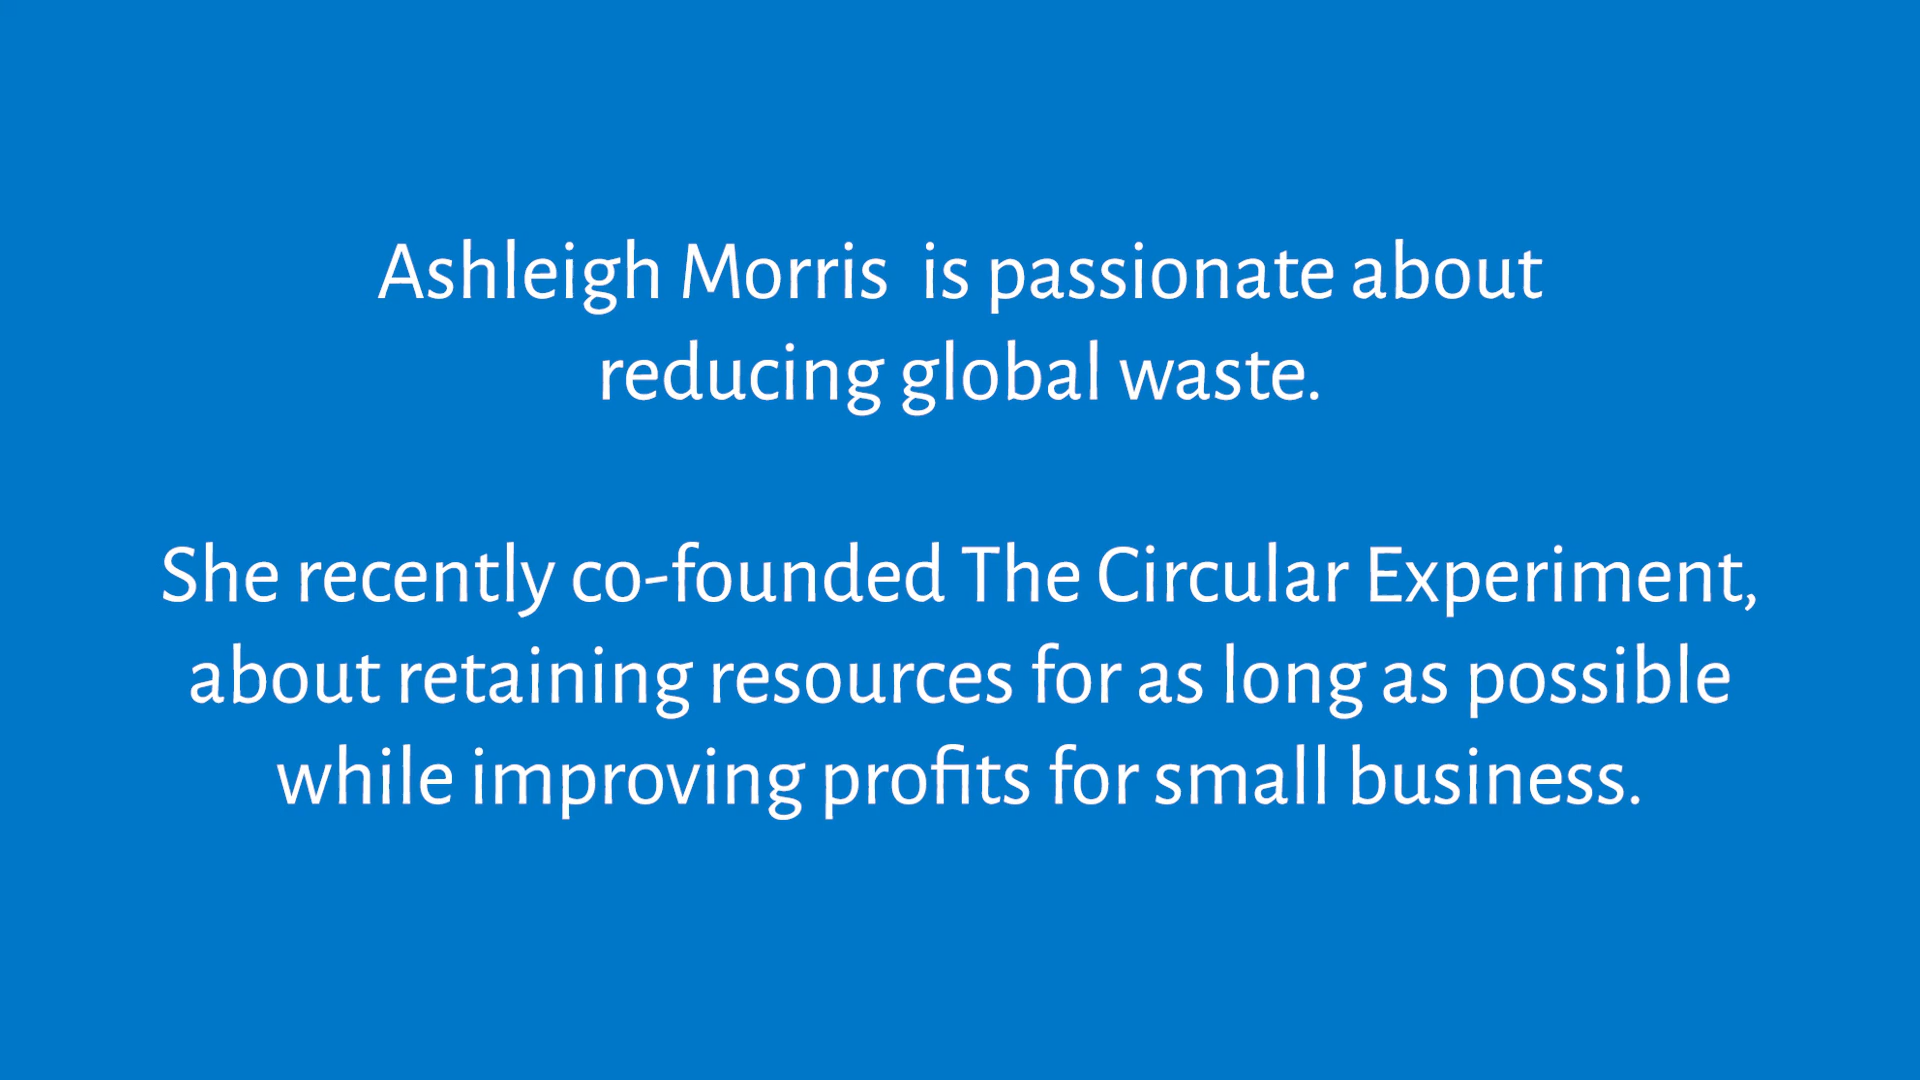 Ashleigh Morris  is passionate about
reducing global waste.
She recently co-founded The Circular Experiment,
about retaining resources for as long as possible
while improving profits for small business.